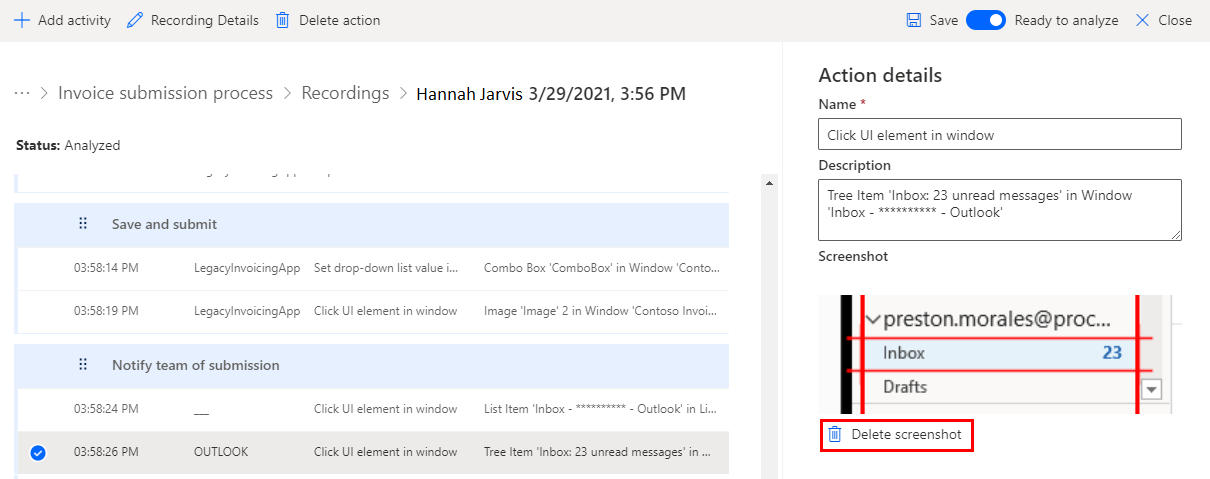 Add activity Recording Details Delete action Save Ready to analyze Close
... > Invoice submission process > Recordings > Hannah Jarvis 3/29/2021, 3:56 PM
Status: Analyzed
Save and submit
03:58:14 PM LegacyInvoicingApp Set drop-down list value i... Combo Box 'ComboBox' in Window 'Conto...
03:58:19 PM LegacyInvoicingApp Click UI element in window Image 'Image' 2 in Window 'Contoso Invoi...
Notify team of submission
03:58:24 PM ___ Click UI element in window List Item 'Inbox - ********** - Outlook' in Li...
03:58:26 PM OUTLOOK Click UI element in window Tree Item 'Inbox: 23 unread messages' in ...
Action details
Name *
Click UI element in window
Description
Tree Item 'Inbox: 23 unread messages' in Window
'Inbox - ********** - Outlook'
Screenshot
preston.morales@proc...
Inbox 23
Drafts
Delete screenshot